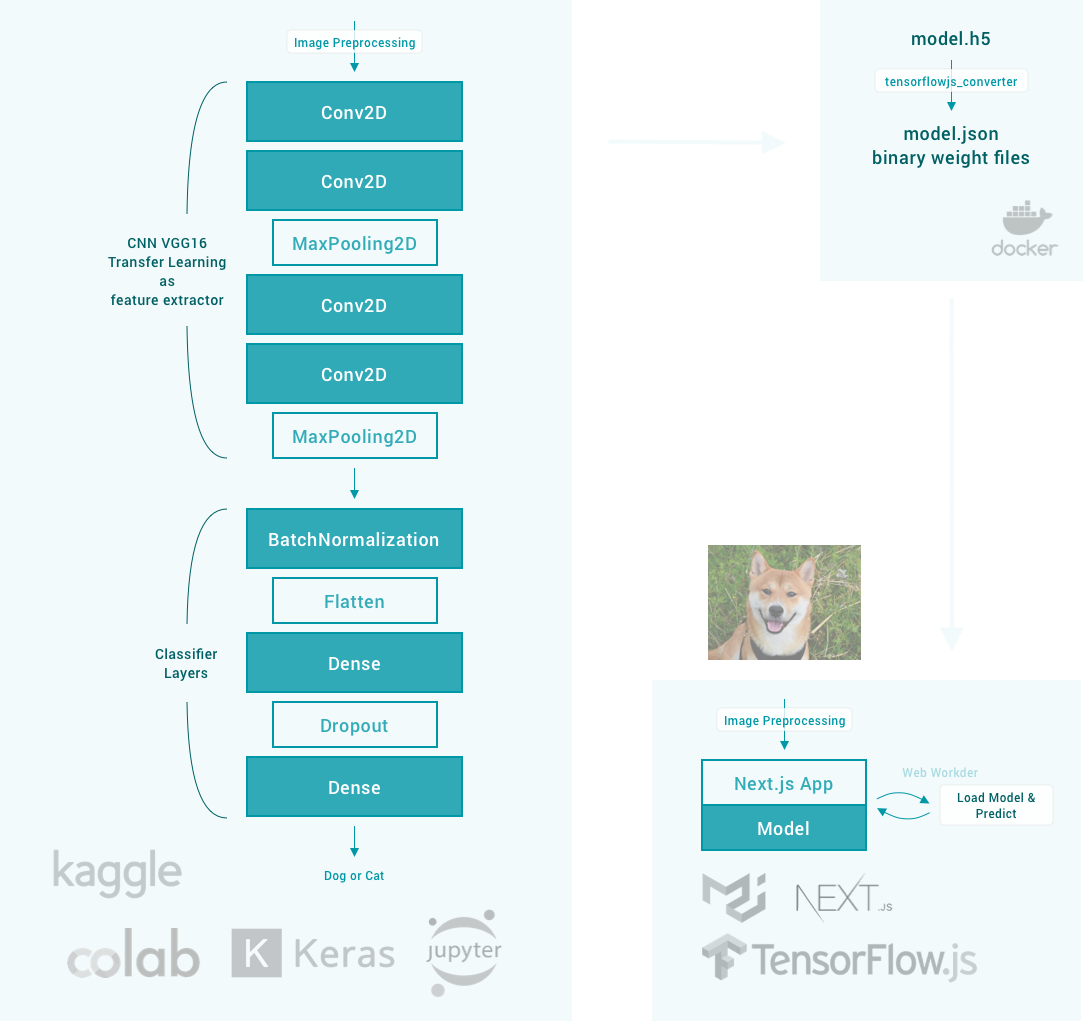 Image Preprocessing
Conv2D
Conv2D
MaxPooling2D
Conv2D
Conv2D
MaxPooling2D
CNN VGG16
Transfer Learning
as
feature extractor
BatchNormalization
Flatten
Dense
Dropout
Dense
Classifier
Layers
Dog or Cat
kaggle
colab
K Keras
jupyter
model.h5
tensorflowjs_converter
model.json
binary weight files
docker
Image Preprocessing
Next.js App
Model
Web Workder
Load Model &
Predict
NEXT.JS
TensorFlow.js